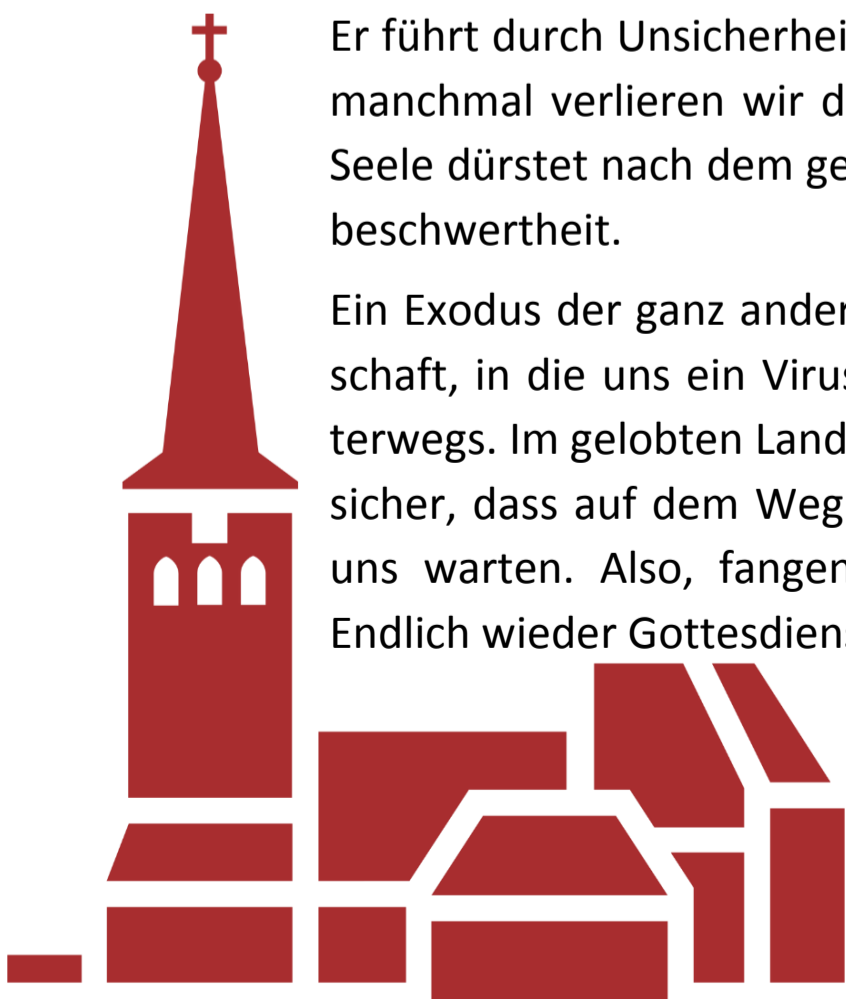 Er führt durch Unsicherhei
manchmal verlieren wir d
Seele dürstet nach dem ge
beschwertheit.
Ein Exodus der ganz ander
schaft, in die uns ein Virus
terwegs. Im gelobten Land
sicher, dass auf dem Weg
uns warten. Also, fangen
Endlich wieder Gottesdiens